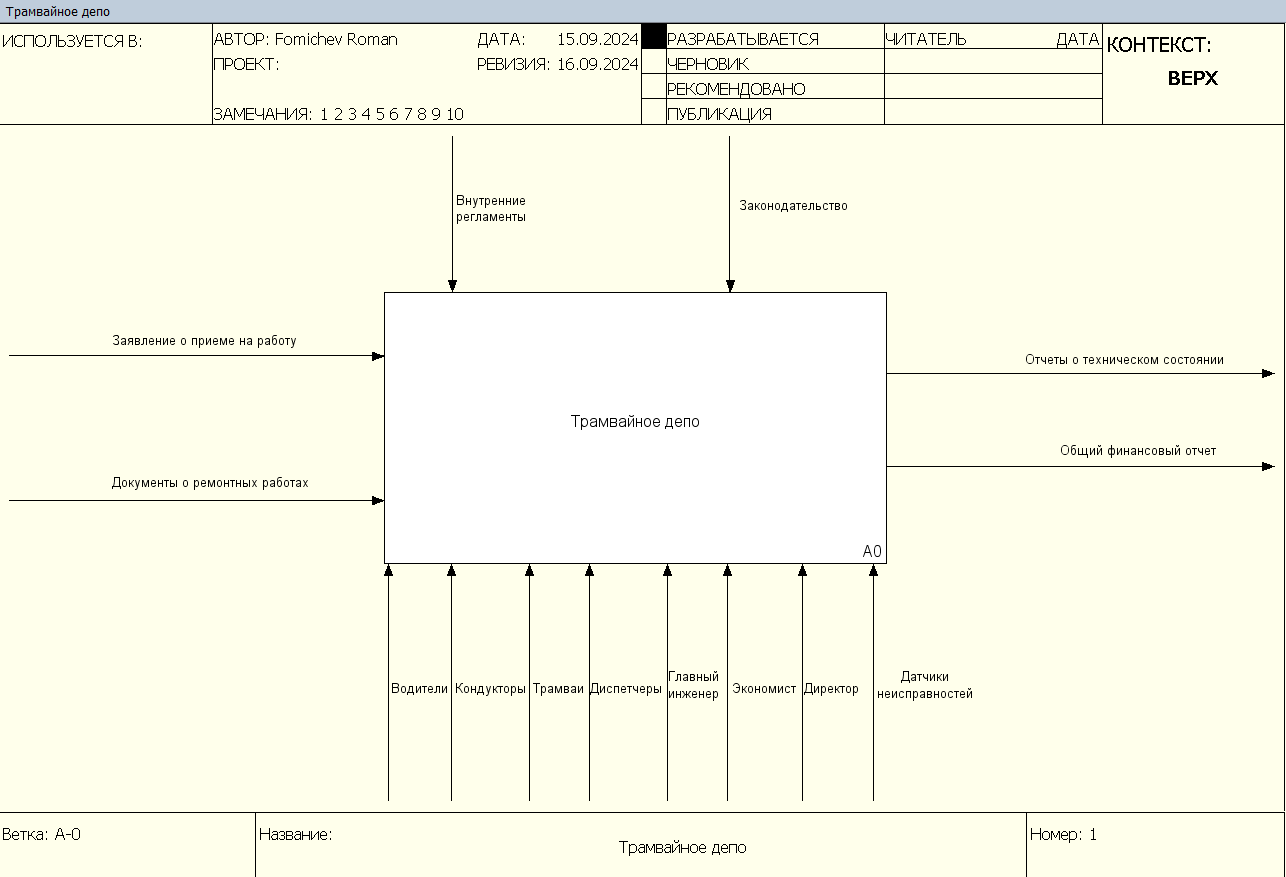 Трамвайное депо
ИСПОЛЬЗУЕТСЯ В:
АВТОР: Fomichev Roman
ДАТА: 15.09.2024
ПРОЕКТ:
РЕВИЗИЯ: 16.09.2024
ЗАМЕЧАНИЯ: 1 2 3 4 5 6 7 8 9 10
РАЗРАБАТЫВАЕТСЯ
ЧЕРНОВИК
РЕКОМЕНДОВАНО
ПУБЛИКАЦИЯ
ЧИТАТЕЛЬ
ДАТА
КОНТЕКСТ:
ВЕРХ
Внутренние
регламенты
Законодательство
Заявление о приеме на работу
Документы о ремонтных работах
Трамвайное депо
A0
Отчеты о техническом состоянии
Общий финансовый отчет
Водители
Кондукторы
Трамваи
Диспетчеры
Главный
инженер
Экономист
Директор
Датчики
неисправностей
Ветка: A-0
Название:
Трамвайное депо
Номер: 1